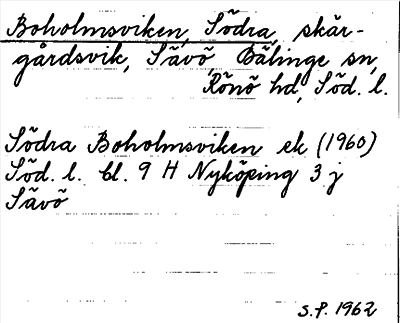 Boholmsviken, Södra, skär-
gårdsvik, Sävö, Bälinge sn,
Rönö hd, Söd. l.
Södra Boholmsviken ek (1960)
Söd. l. bl. 9 H Nyköping 3 j
Sävö
S.P. 1962